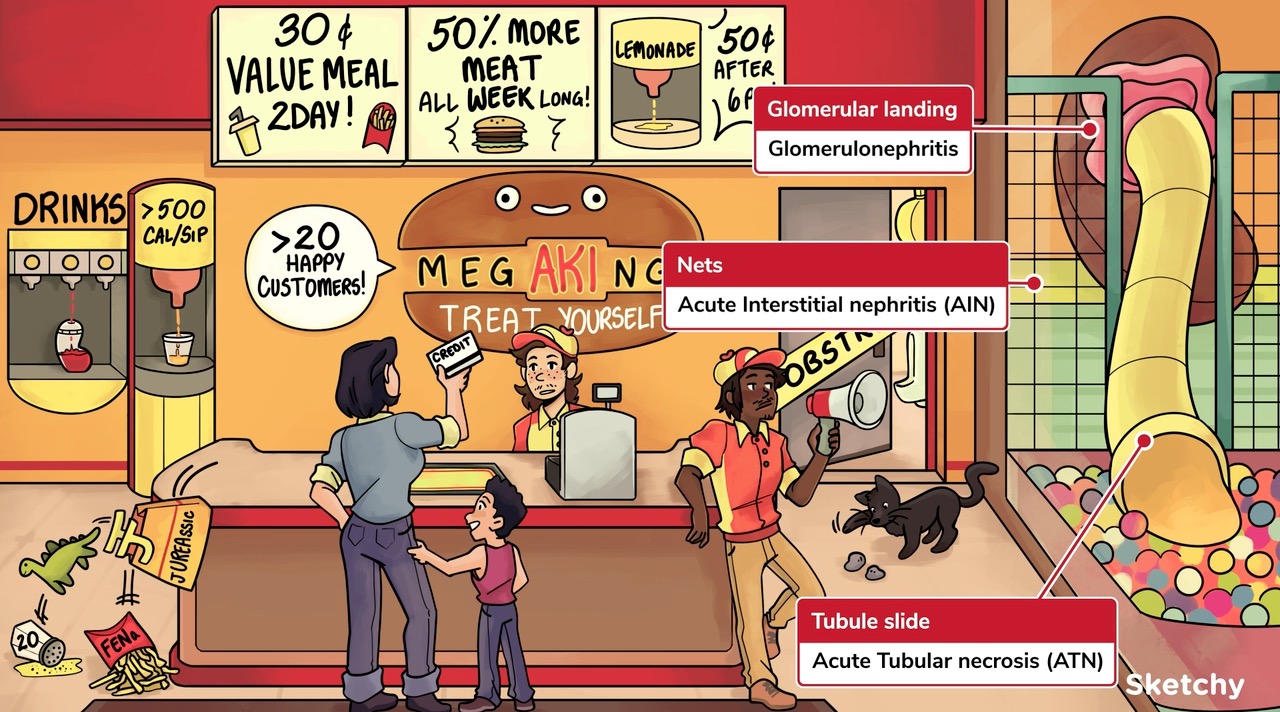 30¢
VALUE MEAL
2DAY!
50% MORE
MEAT
ALL WEEK LONG!
LEMONADE
50¢
AFTER
Glomerular landing
Glomerulonephritis
DRINKS
>500
CAL/SIP
>20
HAPPY
CUSTOMERS!
MEG AKI NG
TREAT YOURSELF
Nets
Acute Interstitial nephritis (AIN)
CREDIT
OBSTR
JUREASSIC
20
FENa
Tubule slide
Acute Tubular necrosis (ATN)
Sketchy